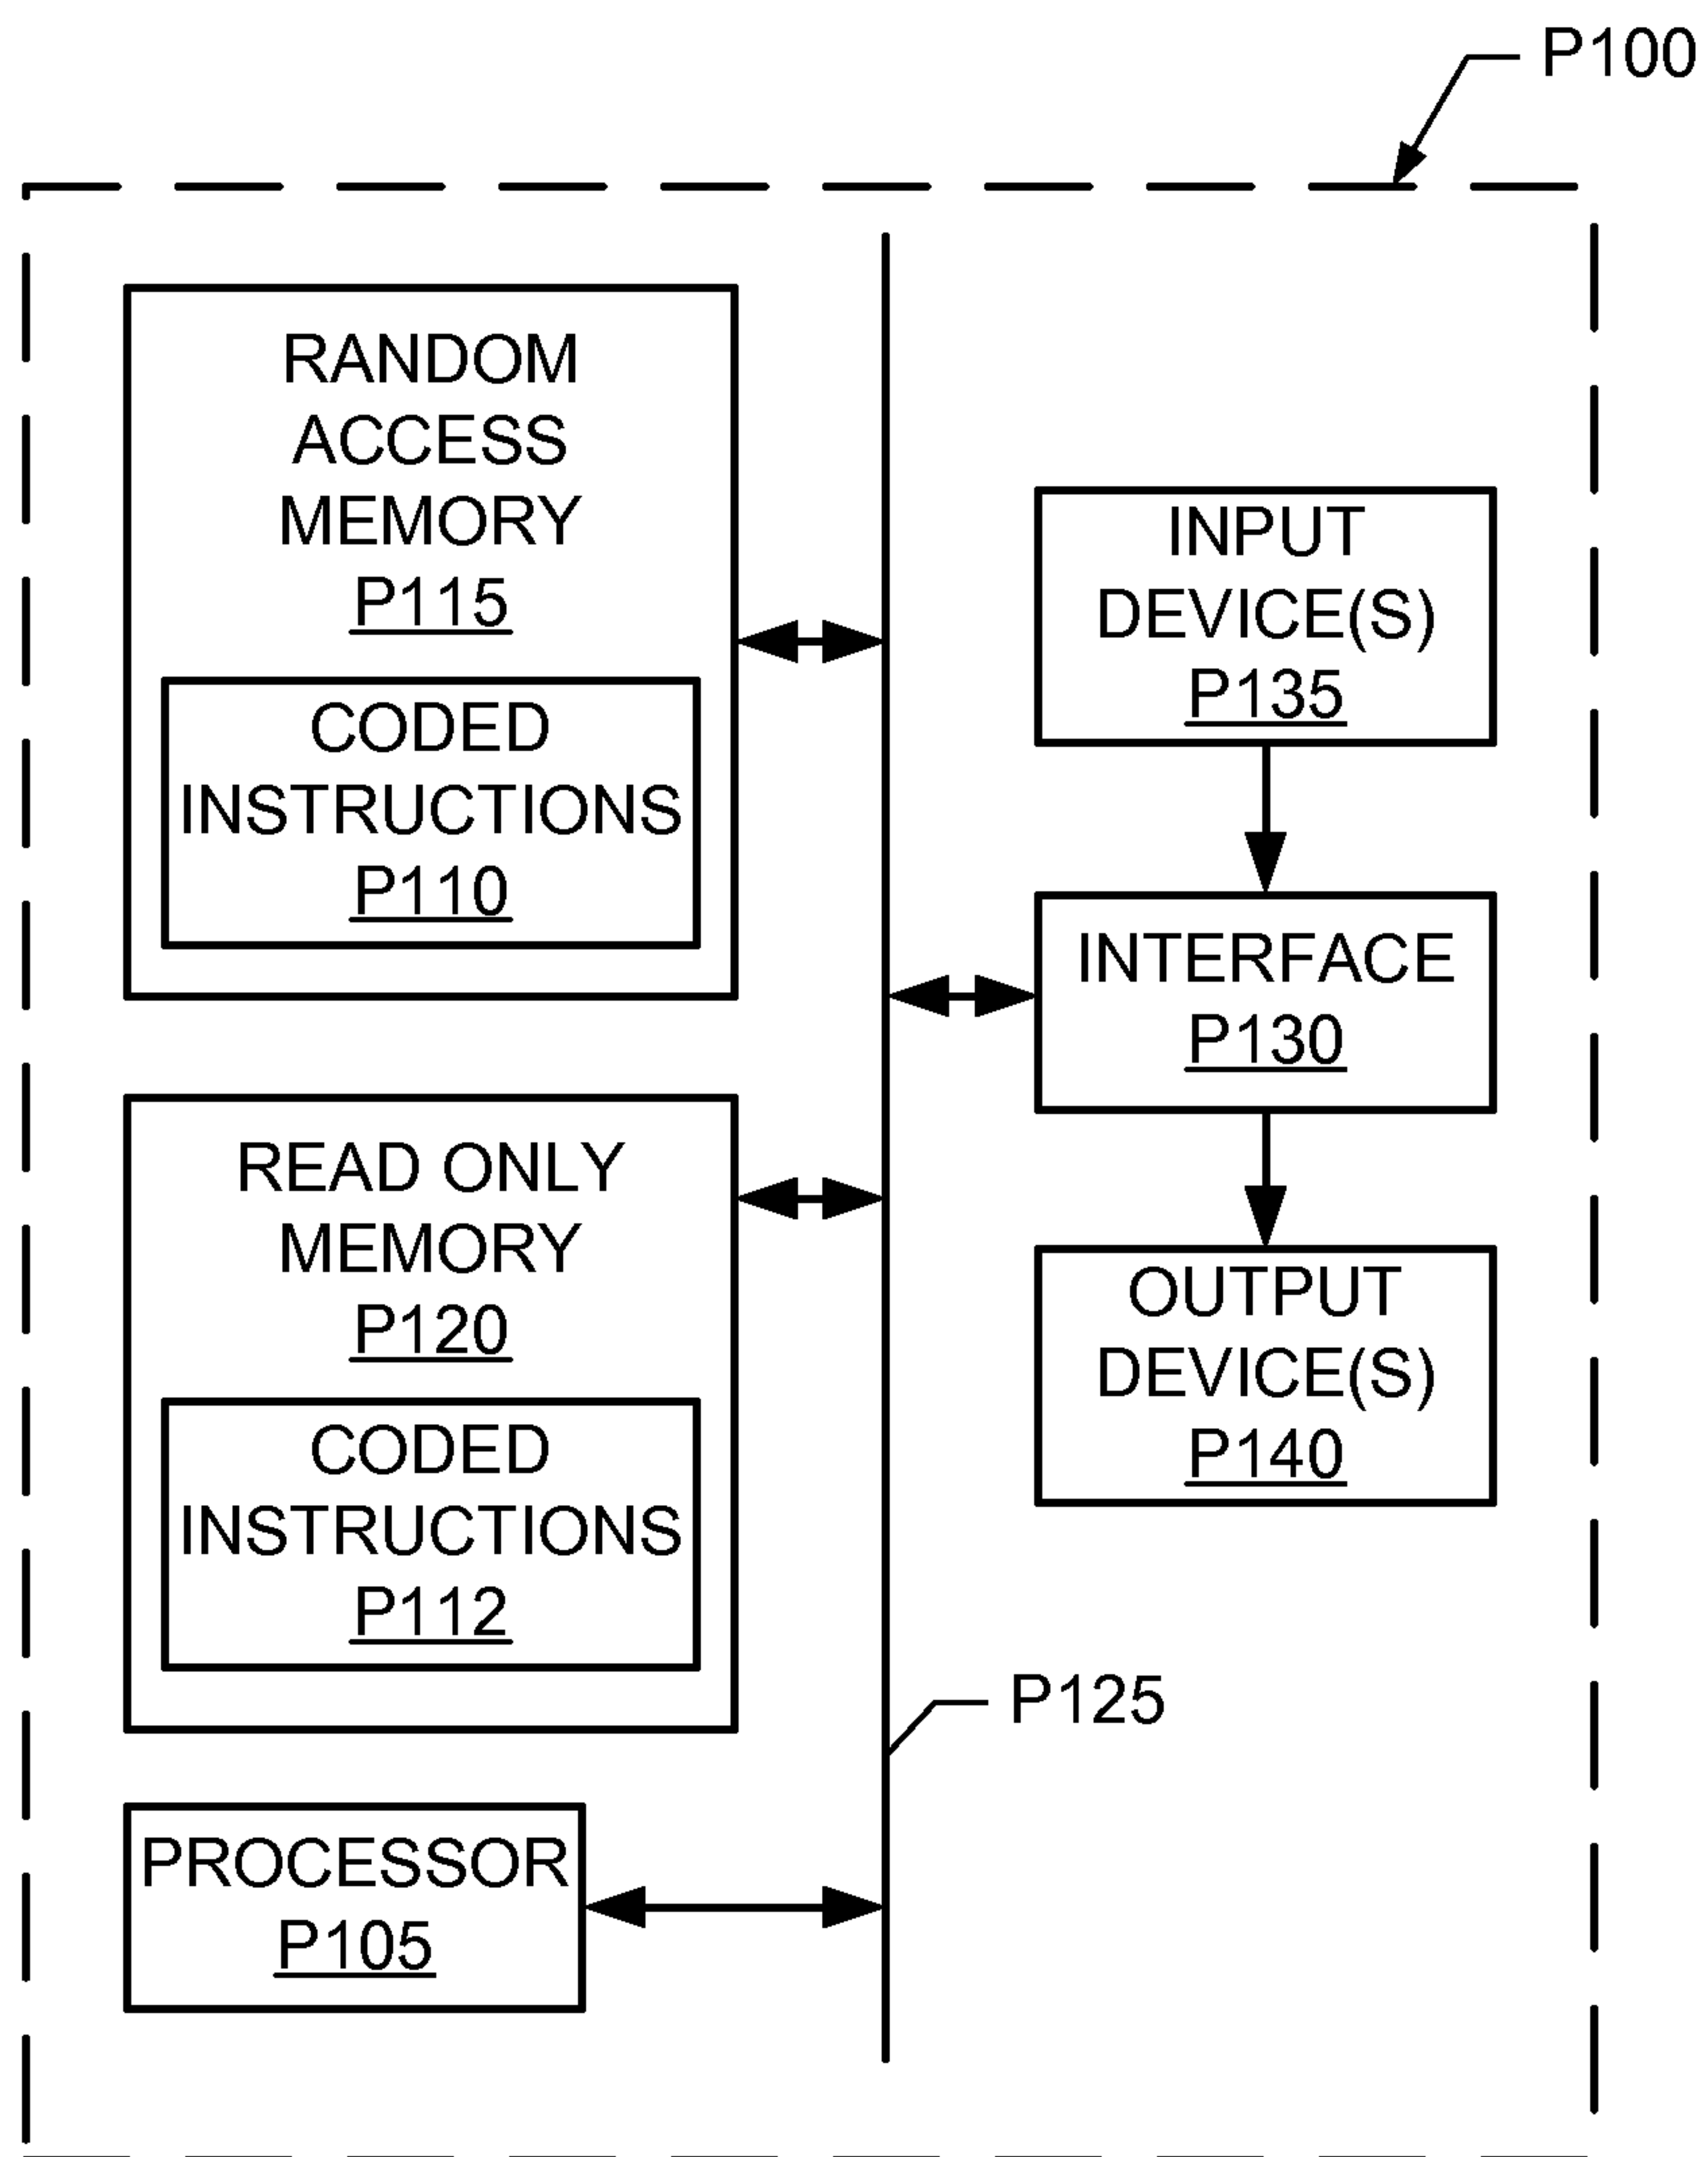 P100
RANDOM
ACCESS
MEMORY
P115
CODED
INSTRUCTIONS
P110
READ ONLY
MEMORY
P120
CODED
INSTRUCTIONS
P112
PROCESSOR
P105
INPUT
DEVICE(S)
P135
INTERFACE
P130
OUTPUT
DEVICE(S)
P140
P125